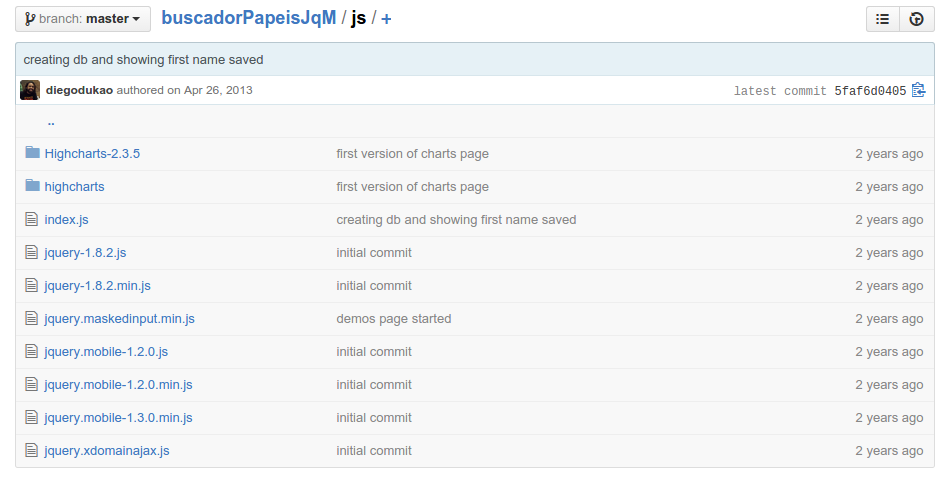 branch: master buscadorPapeisJqM / js / +
creating db and showing first name saved
diegodukao authored on Apr 26, 2013 latest commit 5faf6d0405
..
Highcharts-2.3.5 first version of charts page 2 years ago
highcharts first version of charts page 2 years ago
index.js creating db and showing first name saved 2 years ago
jquery-1.8.2.js initial commit 2 years ago
jquery-1.8.2.min.js initial commit 2 years ago
jquery.maskedinput.min.js demos page started 2 years ago
jquery.mobile-1.2.0.js initial commit 2 years ago
jquery.mobile-1.2.0.min.js initial commit 2 years ago
jquery.mobile-1.3.0.min.js initial commit 2 years ago
jquery.xdomainajax.js initial commit 2 years ago